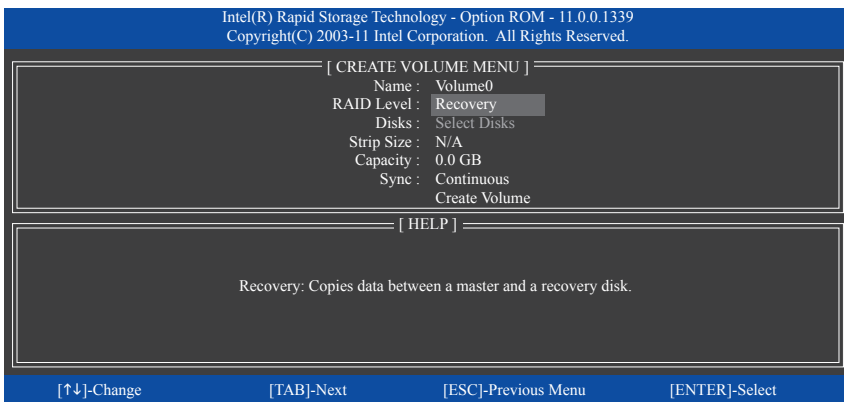 Intel(R) Rapid Storage Technology - Option ROM - 11.0.0.1339
Copyright(C) 2003-11 Intel Corporation.  All Rights Reserved.
[ CREATE VOLUME MENU ]
Name : Volume0
RAID Level : Recovery
Disks : Select Disks
Strip Size : N/A
Capacity : 0.0 GB
Sync : Continuous
Create Volume
[ HELP ]
Recovery: Copies data between a master and a recovery disk.
[↑↓]-Change [TAB]-Next [ESC]-Previous Menu [ENTER]-Select